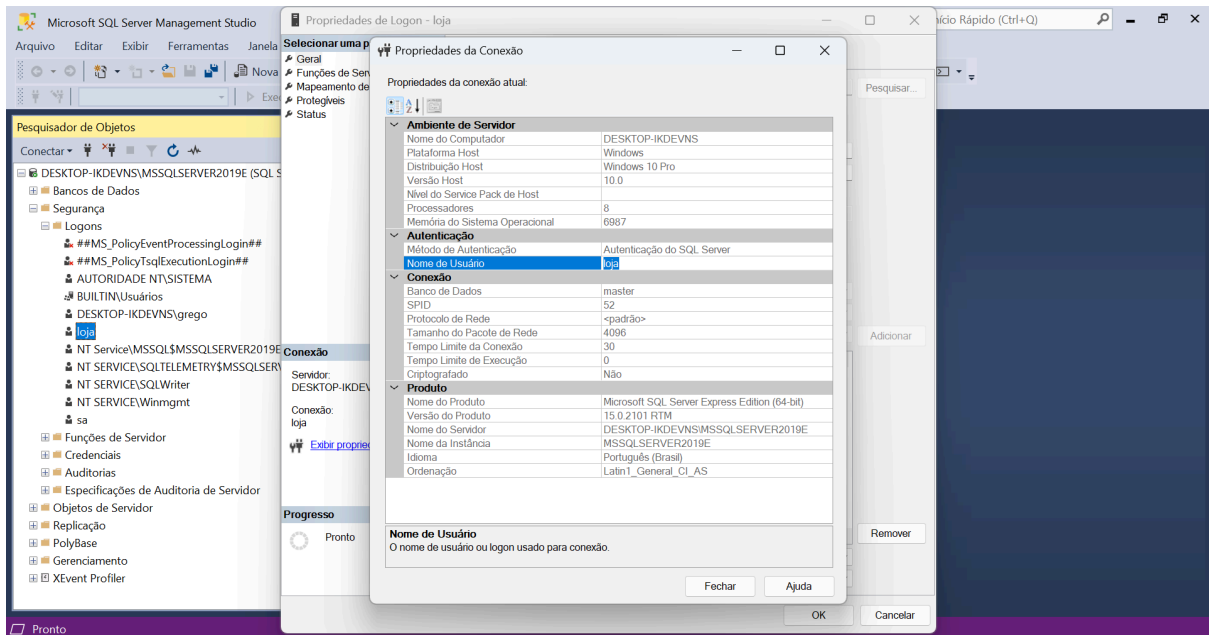 Microsoft SQL Server Management Studio
Início Rápido (Ctrl+Q)
Arquivo Editar Exibir Ferramentas Janela
Nova
Exe
Pesquisador de Objetos
Conectar
DESKTOP-IKDEVNS\MSSQLSERVER2019E (SQL S
Bancos de Dados
Segurança
Logons
##MS_PolicyEventProcessingLogin##
##MS_PolicyTsqlExecutionLogin##
AUTORIDADE NT\SISTEMA
BUILTIN\Usuários
DESKTOP-IKDEVNS\grego
loja
NT Service\MSSQL$MSSQLSERVER2019E
NT SERVICE\SQLTELEMETRY$MSSQLSERV
NT SERVICE\SQLWriter
NT SERVICE\Winmgmt
sa
Funções de Servidor
Credenciais
Auditorias
Especificações de Auditoria de Servidor
Objetos de Servidor
Replicação
PolyBase
Gerenciamento
XEvent Profiler
Pronto
Propriedades de Logon - loja
Selecionar uma p
Geral
Funções de Serv
Mapeamento de
Protegíveis
Status
Pesquisar...
Adicionar
Conexão
Servidor:
DESKTOP-IKDEV
Conexão:
loja
Exibir propried
Progresso
Pronto
Remover
OK Cancelar
Propriedades da Conexão
Propriedades da conexão atual:
Ambiente de Servidor
Nome do Computador DESKTOP-IKDEVNS
Plataforma Host Windows
Distribuição Host Windows 10 Pro
Versão Host 10.0
Nível do Service Pack de Host
Processadores 8
Memória do Sistema Operacional 6987
Autenticação
Método de Autenticação Autenticação do SQL Server
Nome de Usuário loja
Conexão
Banco de Dados master
SPID 52
Protocolo de Rede <padrão>
Tamanho do Pacote de Rede 4096
Tempo Limite da Conexão 30
Tempo Limite de Execução 0
Criptografado Não
Produto
Nome do Produto Microsoft SQL Server Express Edition (64-bit)
Versão do Produto 15.0.2101 RTM
Nome do Servidor DESKTOP-IKDEVNS\MSSQLSERVER2019E
Nome da Instância MSSQLSERVER2019E
Idioma Português (Brasil)
Ordenação Latin1_General_CI_AS
Nome de Usuário
O nome de usuário ou logon usado para conexão.
Fechar Ajuda